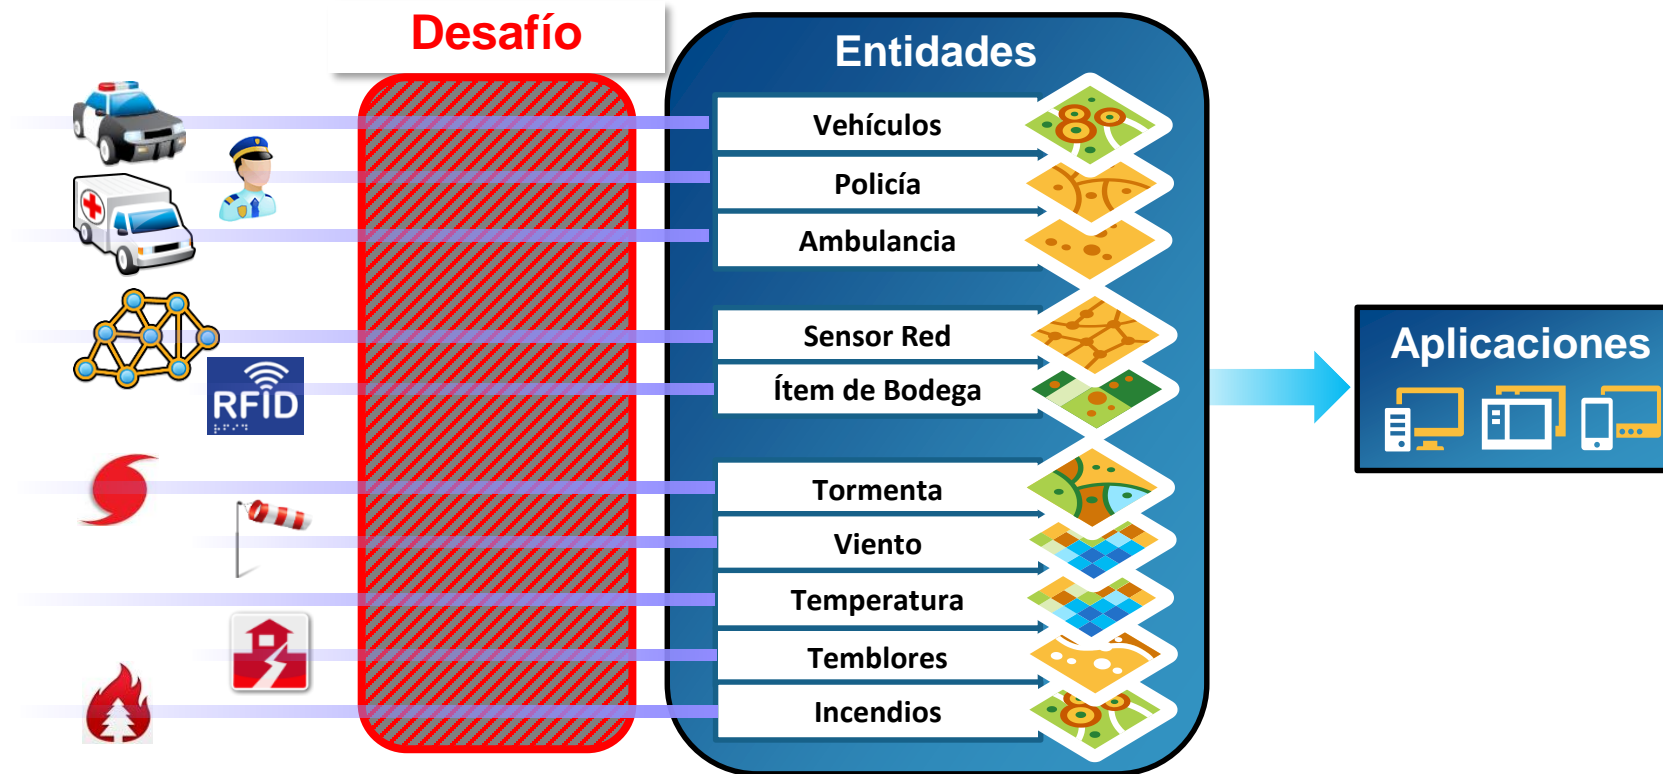 Desafío
Entidades
Vehículos
Policía
Ambulancia
Sensor Red
Ítem de Bodega
RFID
Tormenta
Viento
Temperatura
Temblores
Incendios
Aplicaciones